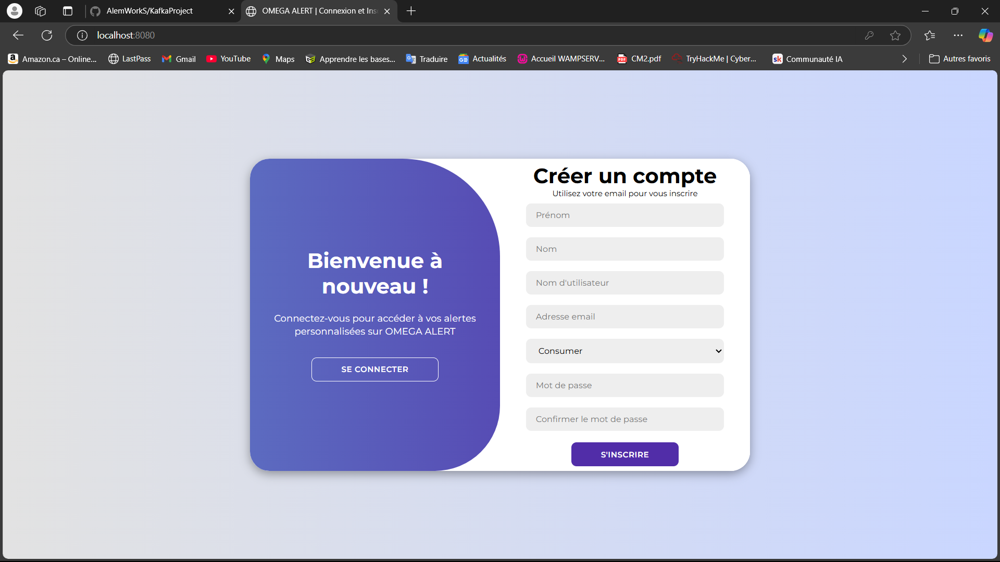 AlemWorkS/KafkaProject
OMEGA ALERT | Connexion et Ins
localhost:8080
Amazon.ca – Online...
LastPass
Gmail
YouTube
Maps
Apprendre les bases...
Traduire
Actualités
Accueil WAMPSERV...
CM2.pdf
TryHackMe | Cyber...
Communauté IA
Autres favoris
Bienvenue à
nouveau !
Connectez-vous pour accéder à vos alertes
personnalisées sur OMEGA ALERT
SE CONNECTER
Créer un compte
Utilisez votre email pour vous inscrire
Prénom
Nom
Nom d'utilisateur
Adresse email
Consumer
Mot de passe
Confirmer le mot de passe
S'INSCRIRE